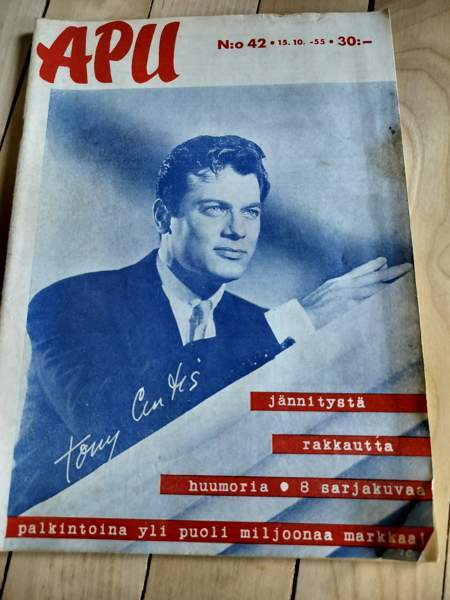 APU
N:o 42 • 15. 10. -55 • 30:-
Tony Curtis
jännitystä
rakkautta
huumoria • 8 sarjakuvaa
palkintoina yli puoli miljoonaa markkaa!